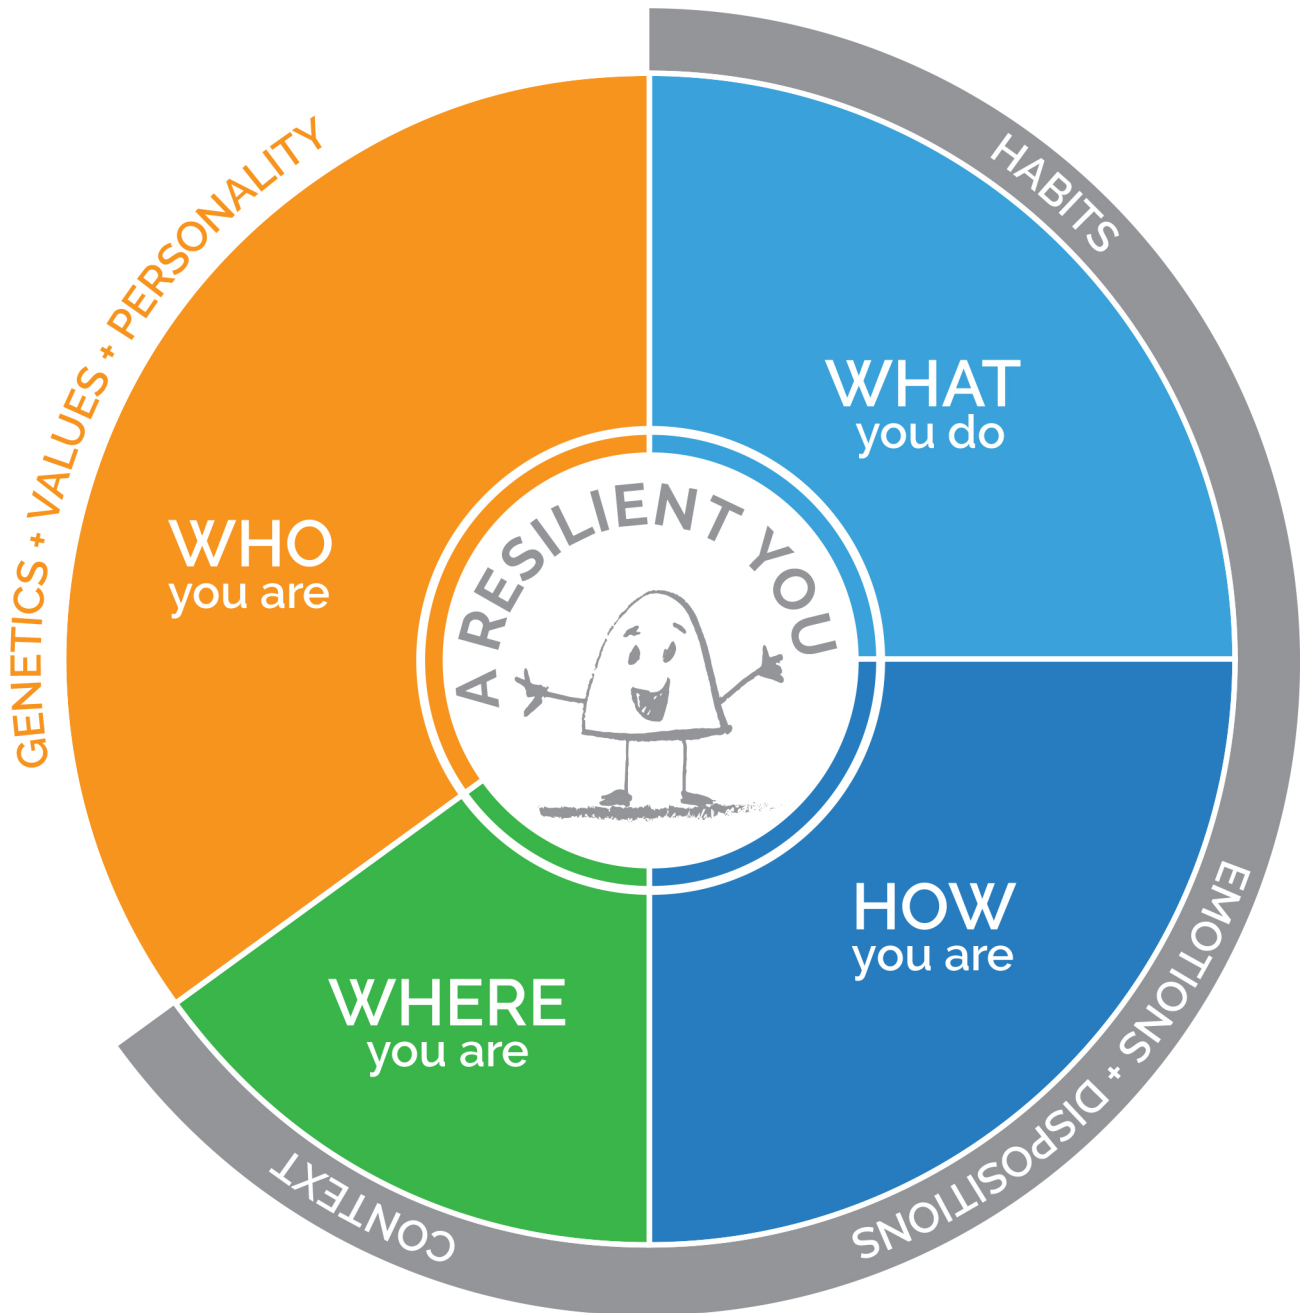 GENETICS + VALUES + PERSONALITY
HABITS
WHAT
you do
WHO
you are
A RESILIENT YOU
HOW
you are
EMOTIONS + DISPOSITIONS
WHERE
you are
CONTEXT